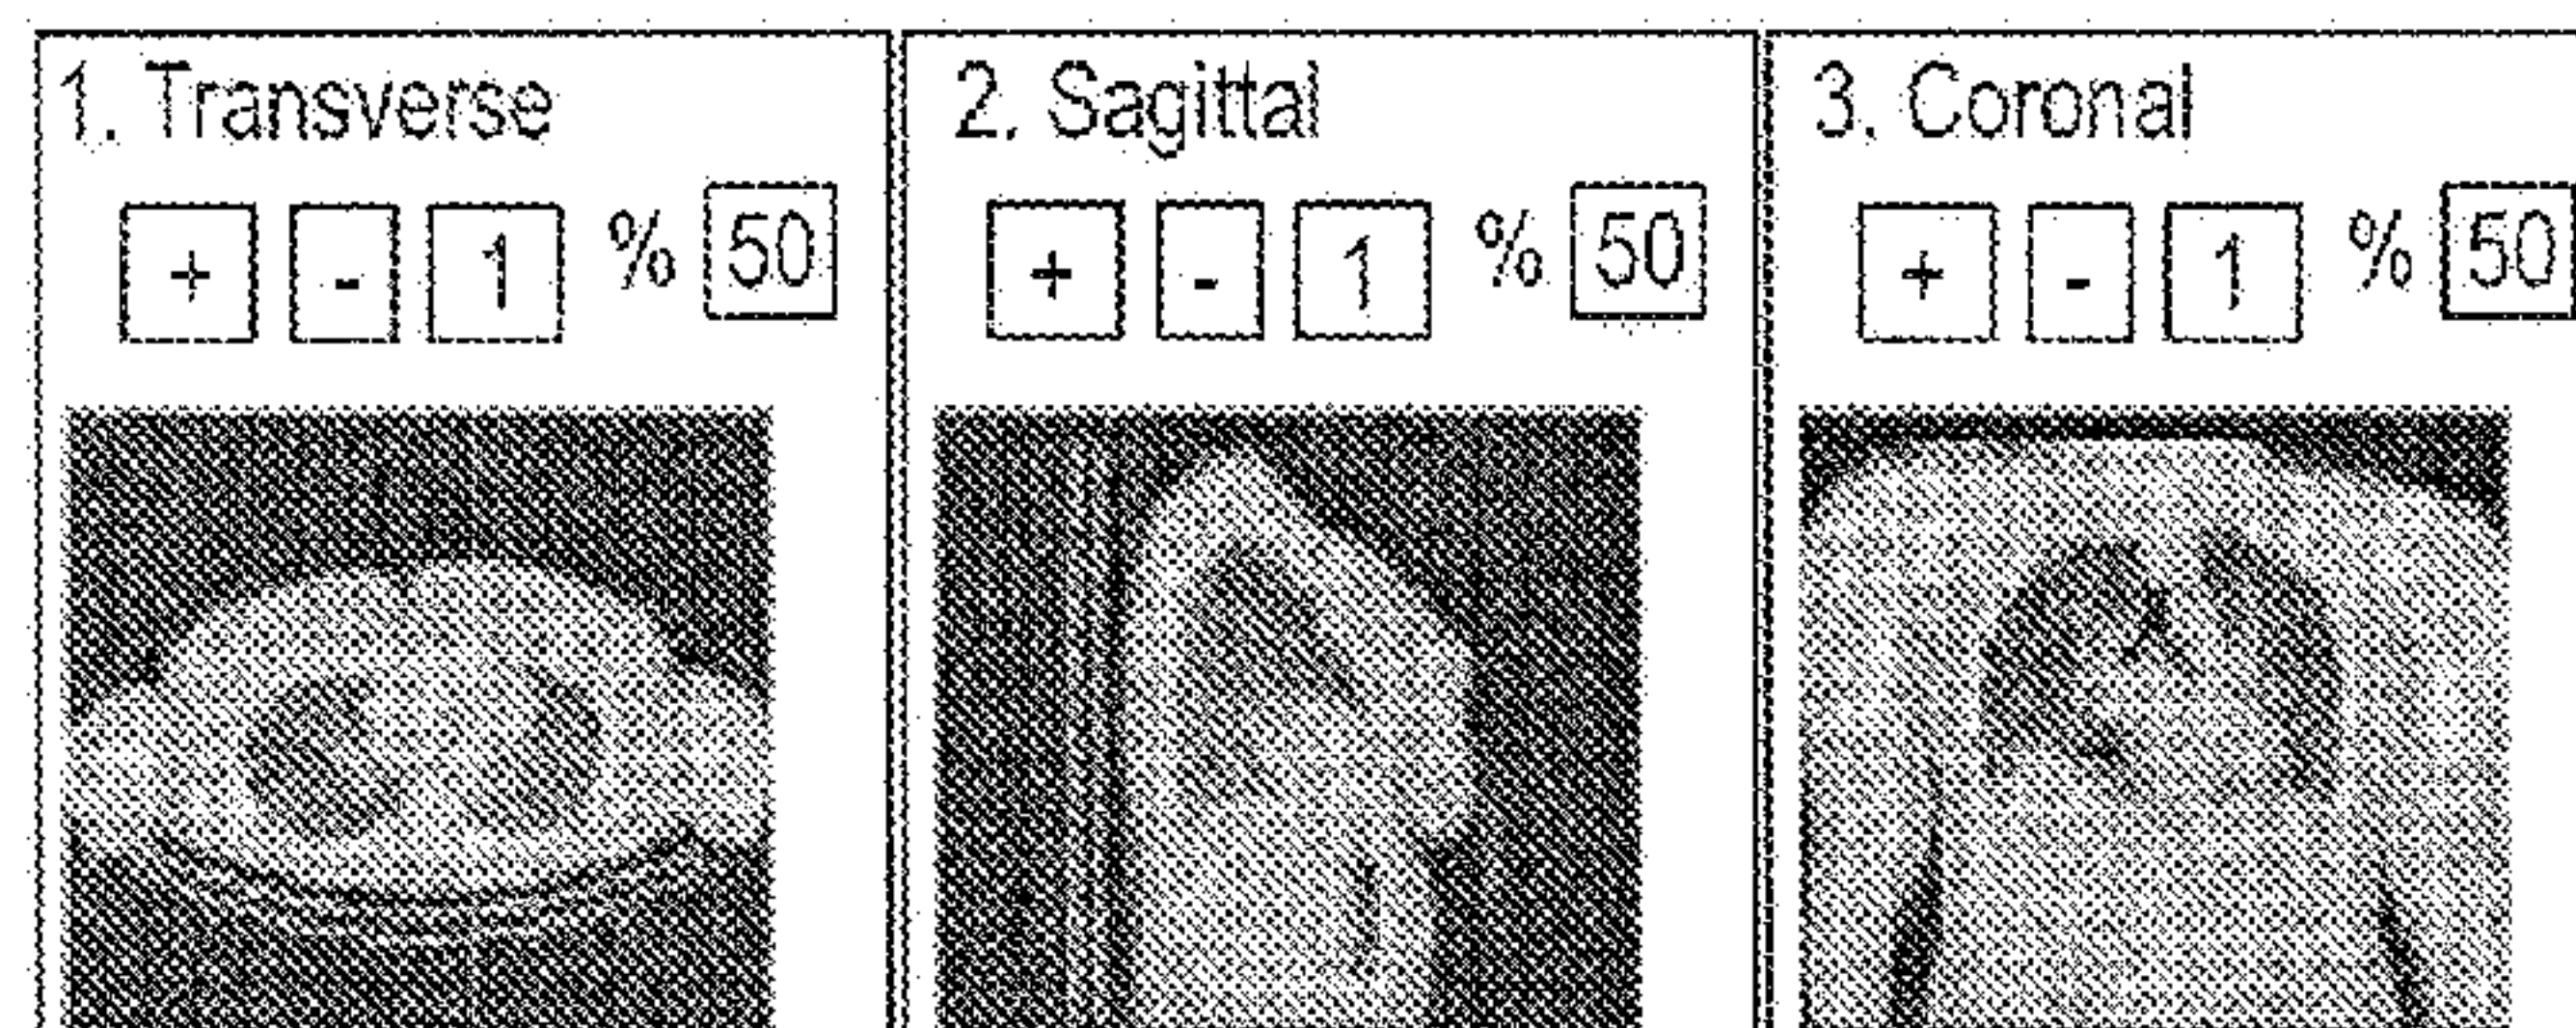 1. Transverse
+ - 1 % 50
2. Sagittal
+ - 1 % 50
3. Coronal
+ - 1 % 50